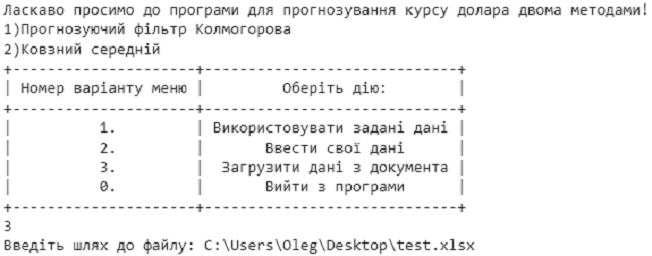 Ласкаво просимо до програми для прогнозування курсу долара двома методами!
1)Прогнозуючий фільтр Колмогорова
2)Ковзний середній
+----------------------+-----------------------------+
| Номер варіанту меню | Оберіть дію: |
+----------------------+-----------------------------+
| 1. | Використовувати задані дані |
| 2. | Ввести свої дані |
| 3. | Загрузити дані з документа |
| 0. | Вийти з програми |
+----------------------+-----------------------------+
3
Введіть шлях до файлу: C:\Users\Oleg\Desktop\test.xlsx